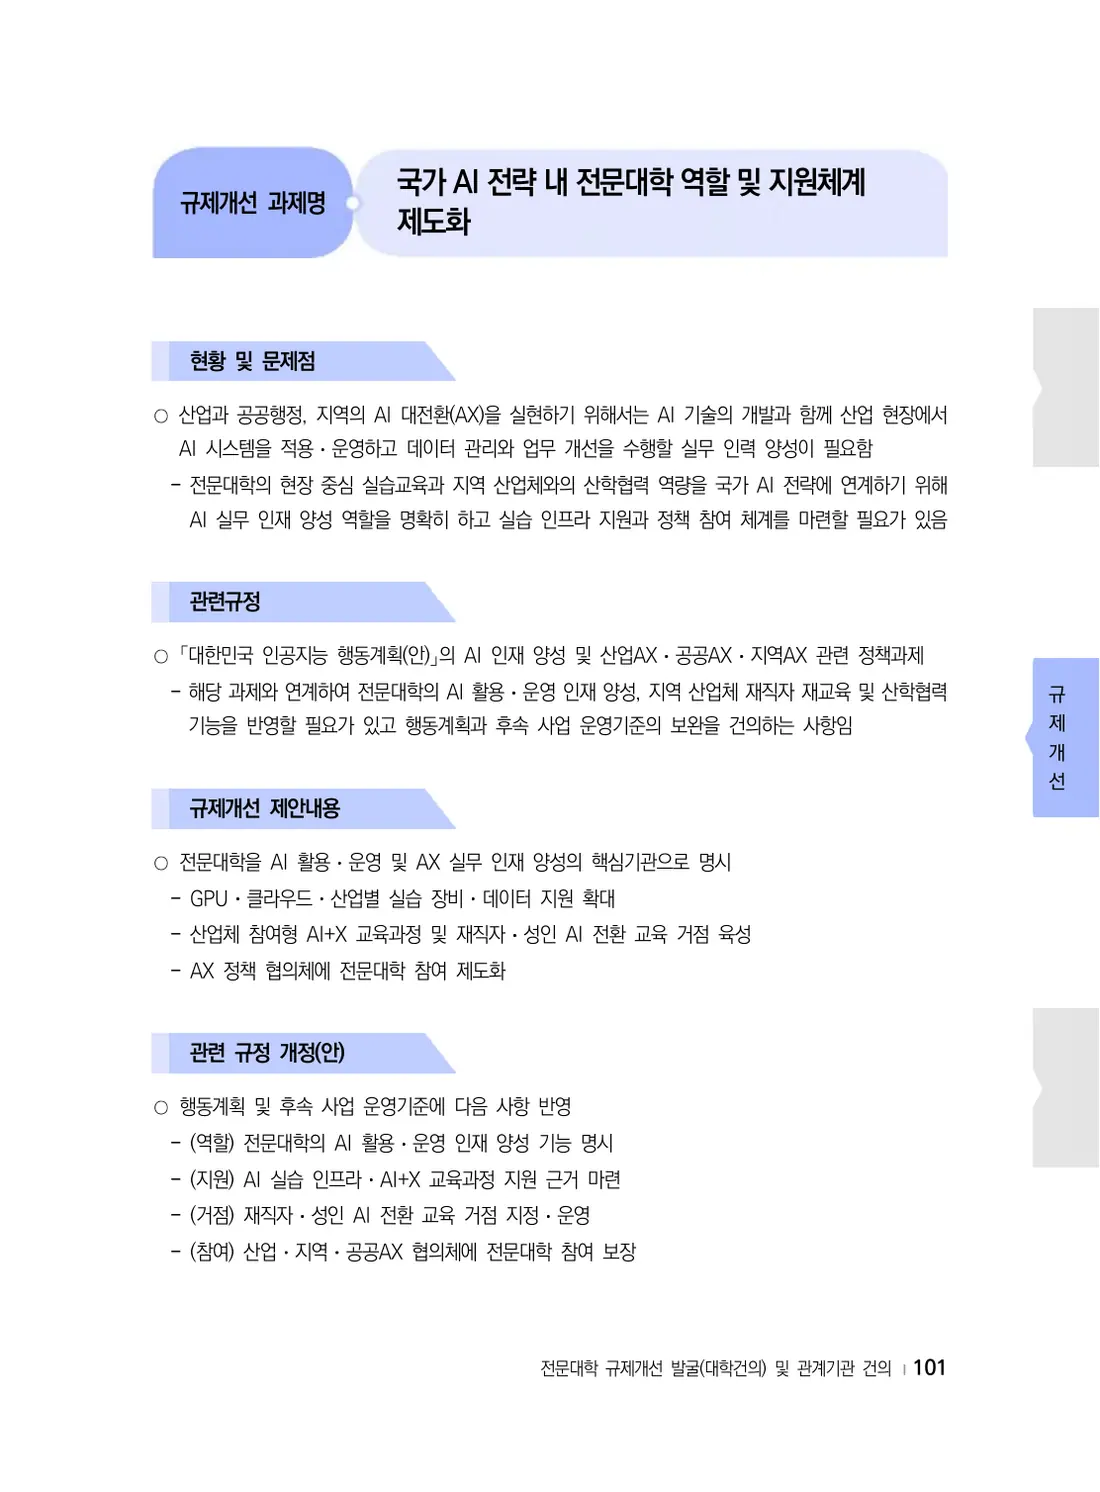 규제개선 과제명
국가 AI 전략 내 전문대학 역할 및 지원체계
제도화
현황 및 문제점
○ 산업과 공공행정, 지역의 AI 대전환(AX)을 실현하기 위해서는 AI 기술의 개발과 함께 산업 현장에서
AI 시스템을 적용·운영하고 데이터 관리와 업무 개선을 수행할 실무 인력 양성이 필요함
- 전문대학의 현장 중심 실습교육과 지역 산업체와의 산학협력 역량을 국가 AI 전략에 연계하기 위해
AI 실무 인재 양성 역할을 명확히 하고 실습 인프라 지원과 정책 참여 체계를 마련할 필요가 있음
관련규정
○ 「대한민국 인공지능 행동계획(안)」의 AI 인재 양성 및 산업AX·공공AX·지역AX 관련 정책과제
- 해당 과제와 연계하여 전문대학의 AI 활용·운영 인재 양성, 지역 산업체 재직자 재교육 및 산학협력
기능을 반영할 필요가 있고 행동계획과 후속 사업 운영기준의 보완을 건의하는 사항임
규제개선 제안내용
○ 전문대학을 AI 활용·운영 및 AX 실무 인재 양성의 핵심기관으로 명시
- GPU·클라우드·산업별 실습 장비·데이터 지원 확대
- 산업체 참여형 AI+X 교육과정 및 재직자·성인 AI 전환 교육 거점 육성
- AX 정책 협의체에 전문대학 참여 제도화
관련 규정 개정(안)
○ 행동계획 및 후속 사업 운영기준에 다음 사항 반영
- (역할) 전문대학의 AI 활용·운영 인재 양성 기능 명시
- (지원) AI 실습 인프라·AI+X 교육과정 지원 근거 마련
- (거점) 재직자·성인 AI 전환 교육 거점 지정·운영
- (참여) 산업·지역·공공AX 협의체에 전문대학 참여 보장
규
제
개
선
전문대학 규제개선 발굴(대학건의) 및 관계기관 건의 | 101